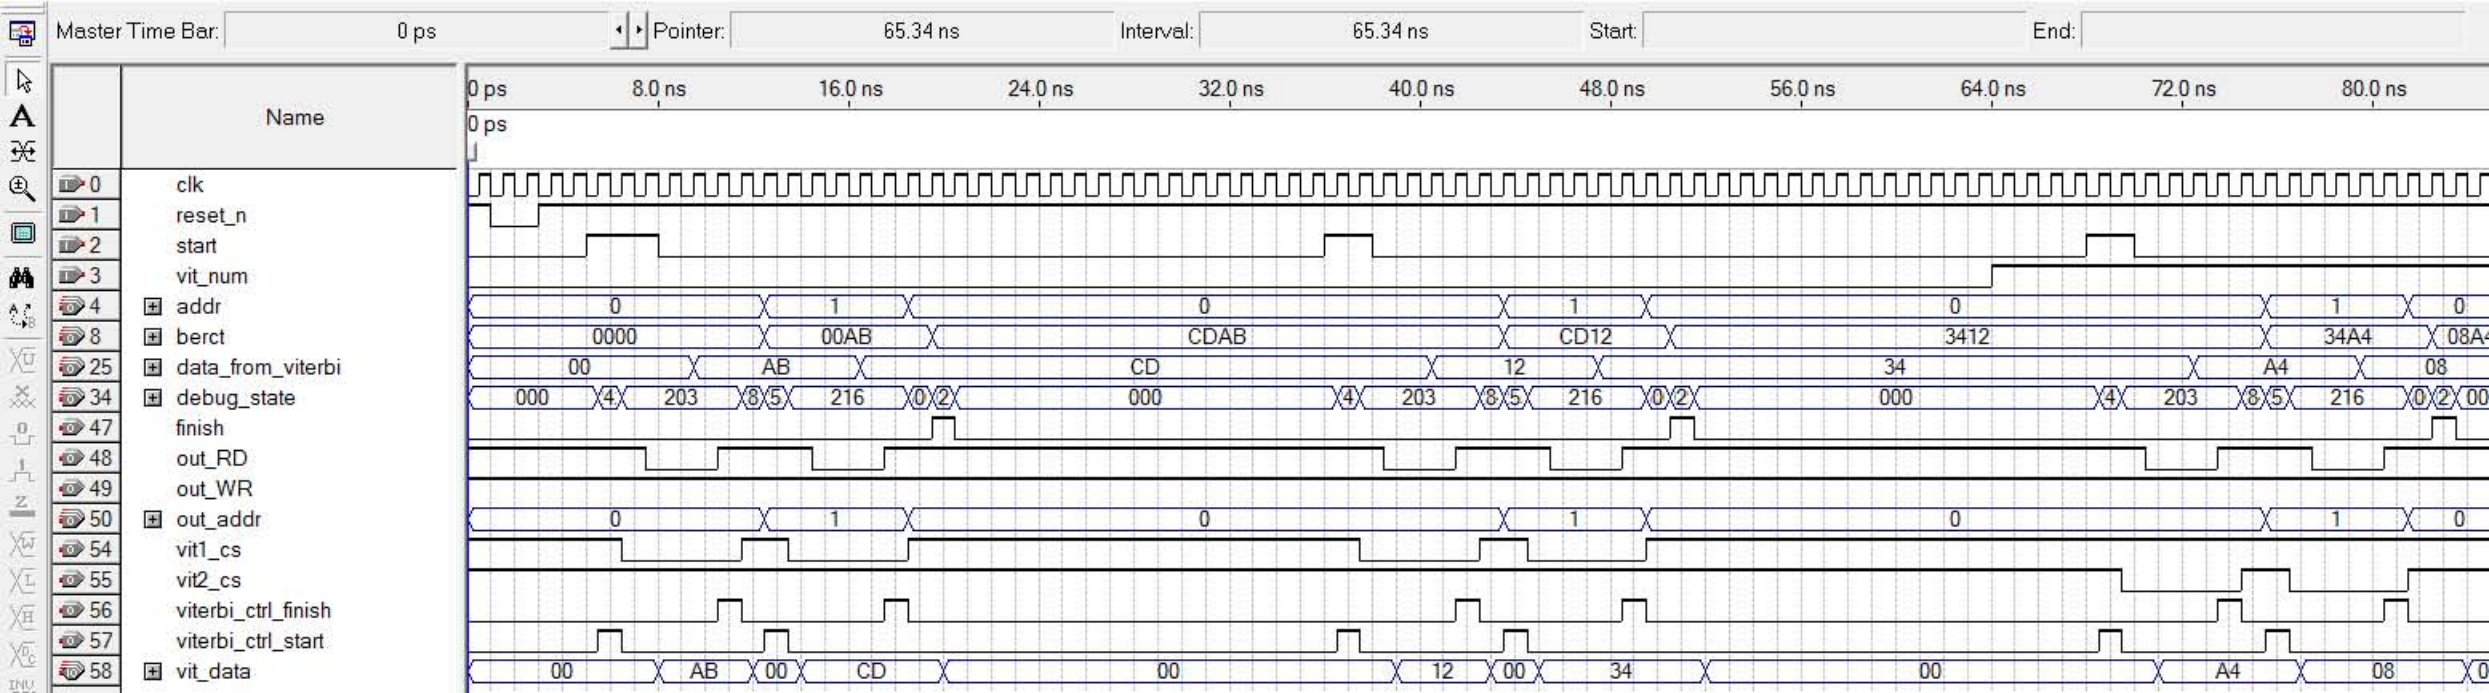 Master Time Bar: 0 ps Pointer: 65.34 ns Interval: 65.34 ns Start: End:
0 ps 8.0 ns 16.0 ns 24.0 ns 32.0 ns 40.0 ns 48.0 ns 56.0 ns 64.0 ns 72.0 ns 80.0 ns
Name
0 ps
0 clk
1 reset_n
2 start
3 vit_num
4 addr 0 1 0 1 0 1 0
8 berct 0000 00AB CDAB CD12 3412 34A4 08A4
25 data_from_viterbi 00 AB CD 12 34 A4 08
34 debug_state 000 4 203 8 5 216 0 2 000 4 203 8 5 216 0 2 000 4 203 8 5 216 0 2 00
47 finish
48 out_RD
49 out_WR
50 out_addr 0 1 0 1 0 1 0
54 vit1_cs
55 vit2_cs
56 viterbi_ctrl_finish
57 viterbi_ctrl_start
58 vit_data 00 AB 00 CD 00 12 00 34 00 A4 08 0